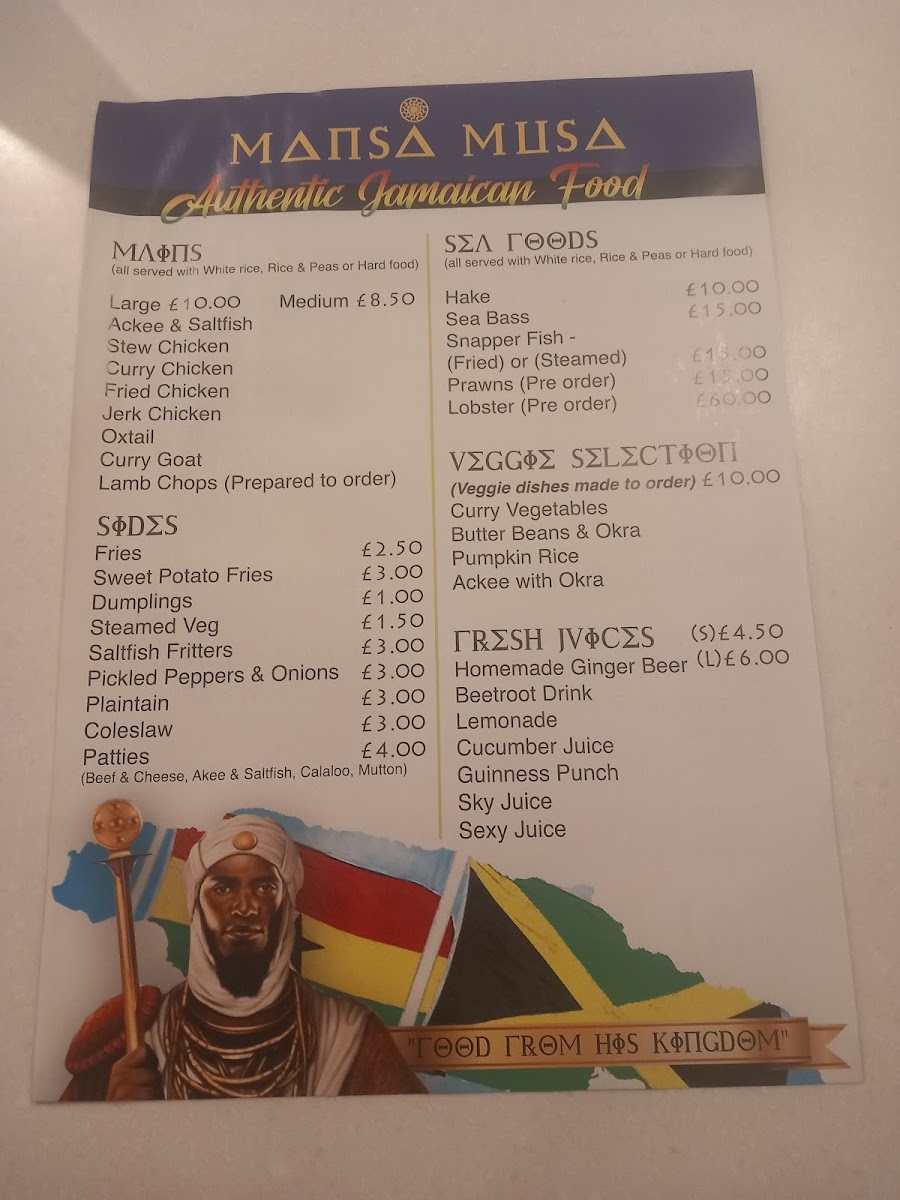 MANSA MUSA
Authentic Jamaican Food
MAINS
(all served with White rice, Rice & Peas or Hard food)
Large £10.00 Medium £8.50
Ackee & Saltfish
Stew Chicken
Curry Chicken
Fried Chicken
Jerk Chicken
Oxtail
Curry Goat
Lamb Chops (Prepared to order)
SIDES
Fries £2.50
Sweet Potato Fries £3.00
Dumplings £1.00
Steamed Veg £1.50
Saltfish Fritters £3.00
Pickled Peppers & Onions £3.00
Plaintain £3.00
Coleslaw £3.00
Patties £4.00
(Beef & Cheese, Akee & Saltfish, Calaloo, Mutton)
SEA FOODS
(all served with White rice, Rice & Peas or Hard food)
Hake £10.00
Sea Bass £15.00
Snapper Fish -
(Fried) or (Steamed) £15.00
Prawns (Pre order) £15.00
Lobster (Pre order) £60.00
VEGGIE SELECTION
(Veggie dishes made to order) £10.00
Curry Vegetables
Butter Beans & Okra
Pumpkin Rice
Ackee with Okra
FRESH JUICES (S)£4.50
Homemade Ginger Beer (L)£6.00
Beetroot Drink
Lemonade
Cucumber Juice
Guinness Punch
Sky Juice
Sexy Juice
"FOOD FROM HIS KINGDOM"